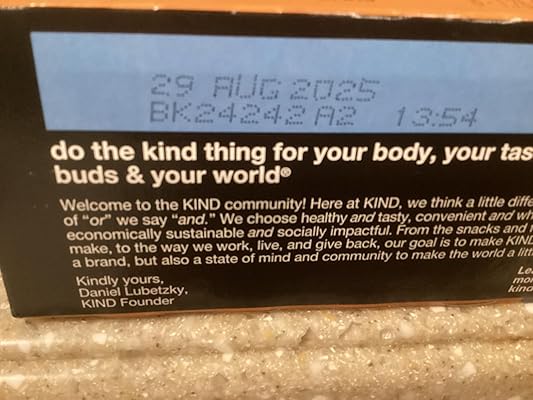 29 AUG 2025
BK24242 A2 13:54
do the kind thing for your body, your
buds & your world®
Welcome to the KIND community! Here at KIND, we think a little
of "or" we say "and." We choose healthy and tasty, convenient and
economically sustainable and socially impactful. From the snacks and
make, to the way we work, live, and give back, our goal is to make KIND
a brand, but also a state of mind and community to make the world a
Kindly yours,
Daniel Lubetzky,
KIND Founder